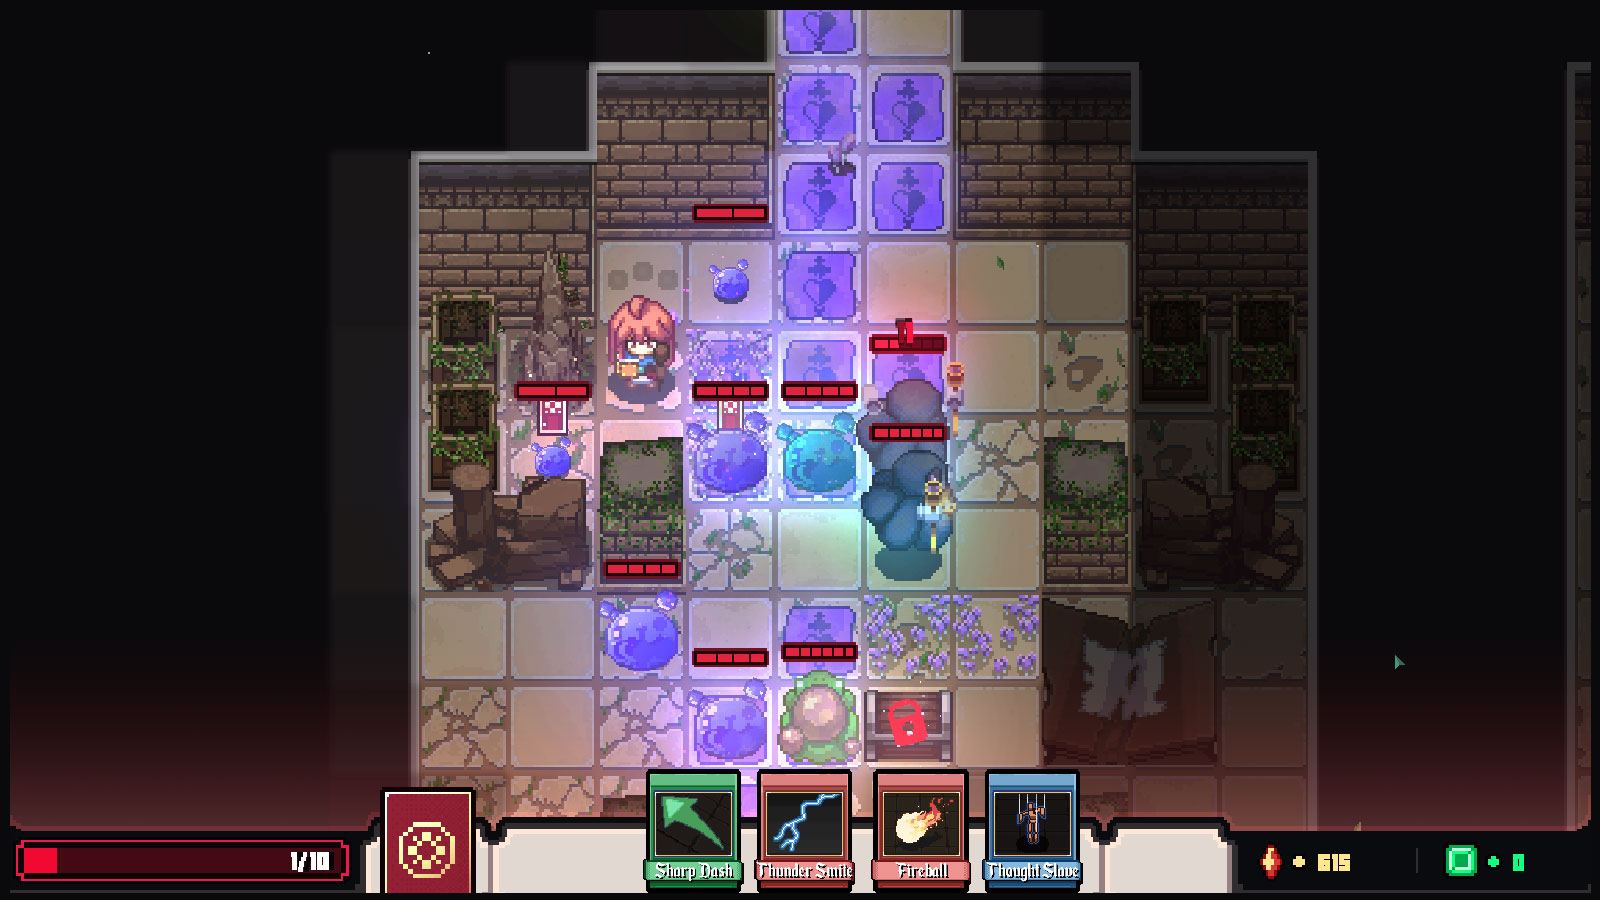 Sharp Dash
Thunder Smite
Fireball
Thought Slave
1/10
615
0